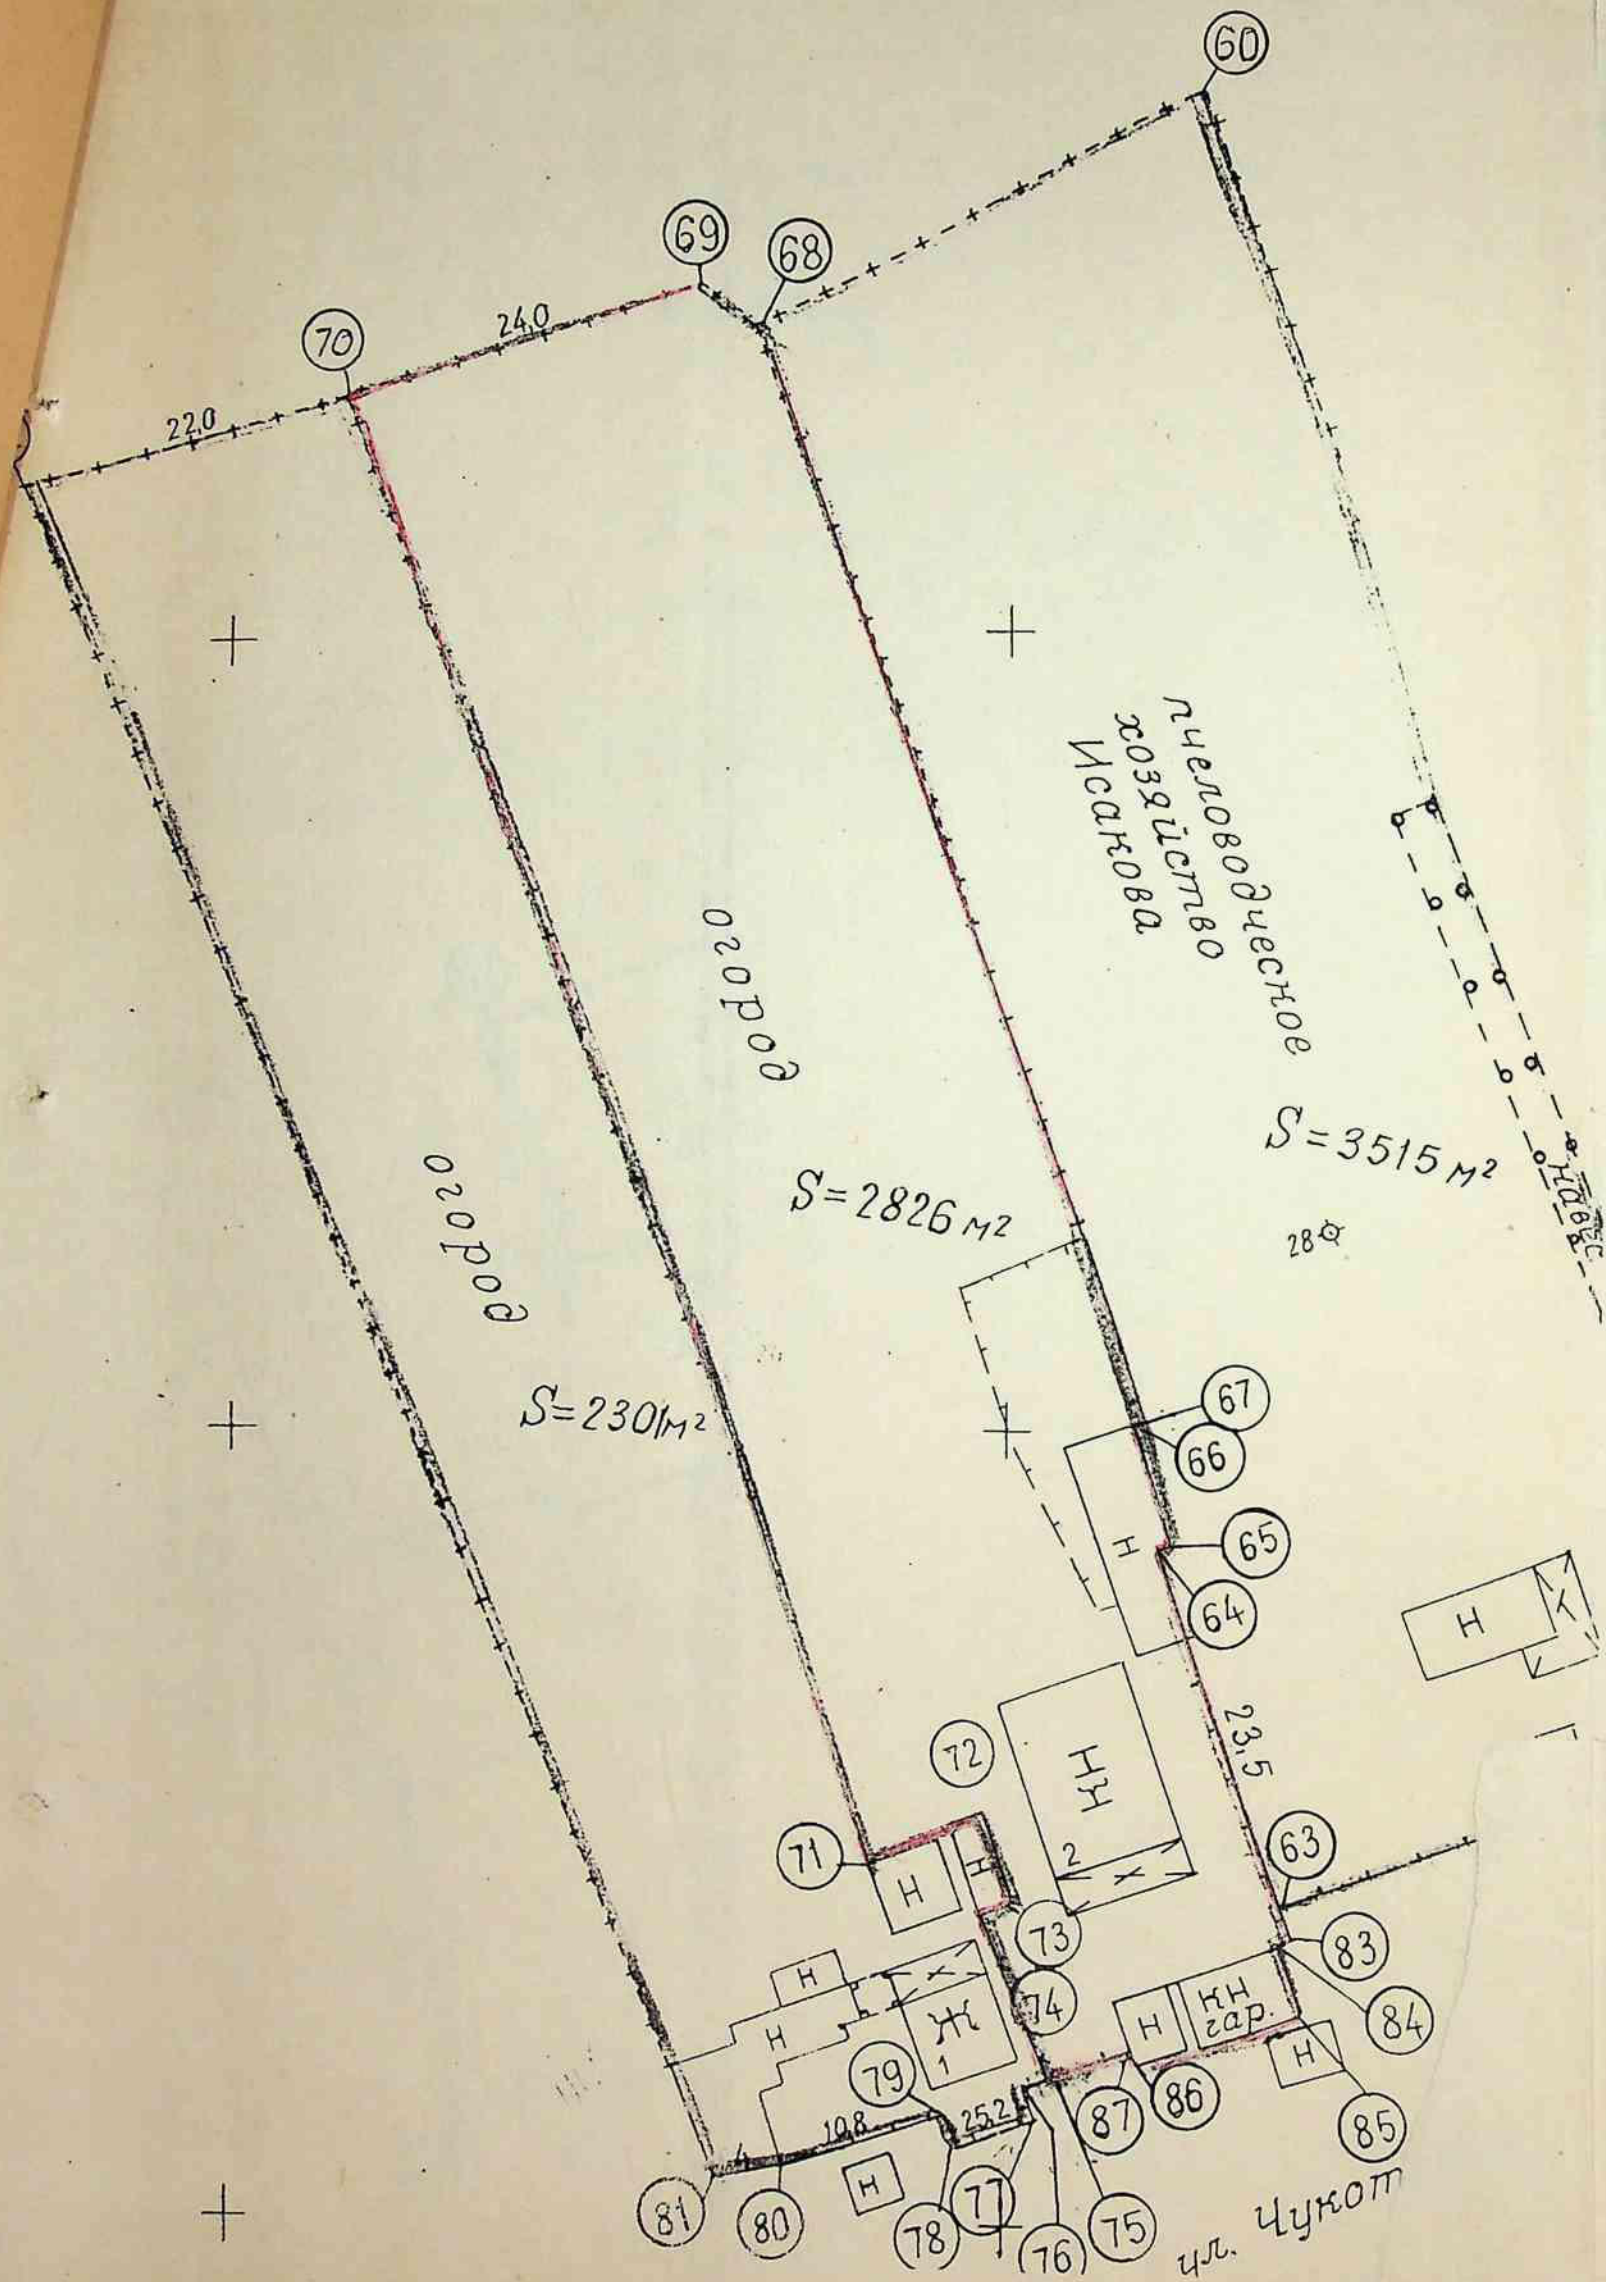 60
69
68
70
24,0
22,0
пчеловодческое
хозяйство
Исакова
огород
S=3515 м²
огород
S=2826 м²
28
S=2301м²
67
66
Н
65
64
Н
Х
23,5
72
НЖ
2
Х
63
71
Н
Н
73
83
74
Н
Х
Н
Ж
1
Н
КН
гар.
84
Н
79
87
86
85
10,8
25,2
Н
81
80
78
77
76
75
ул. Чукот